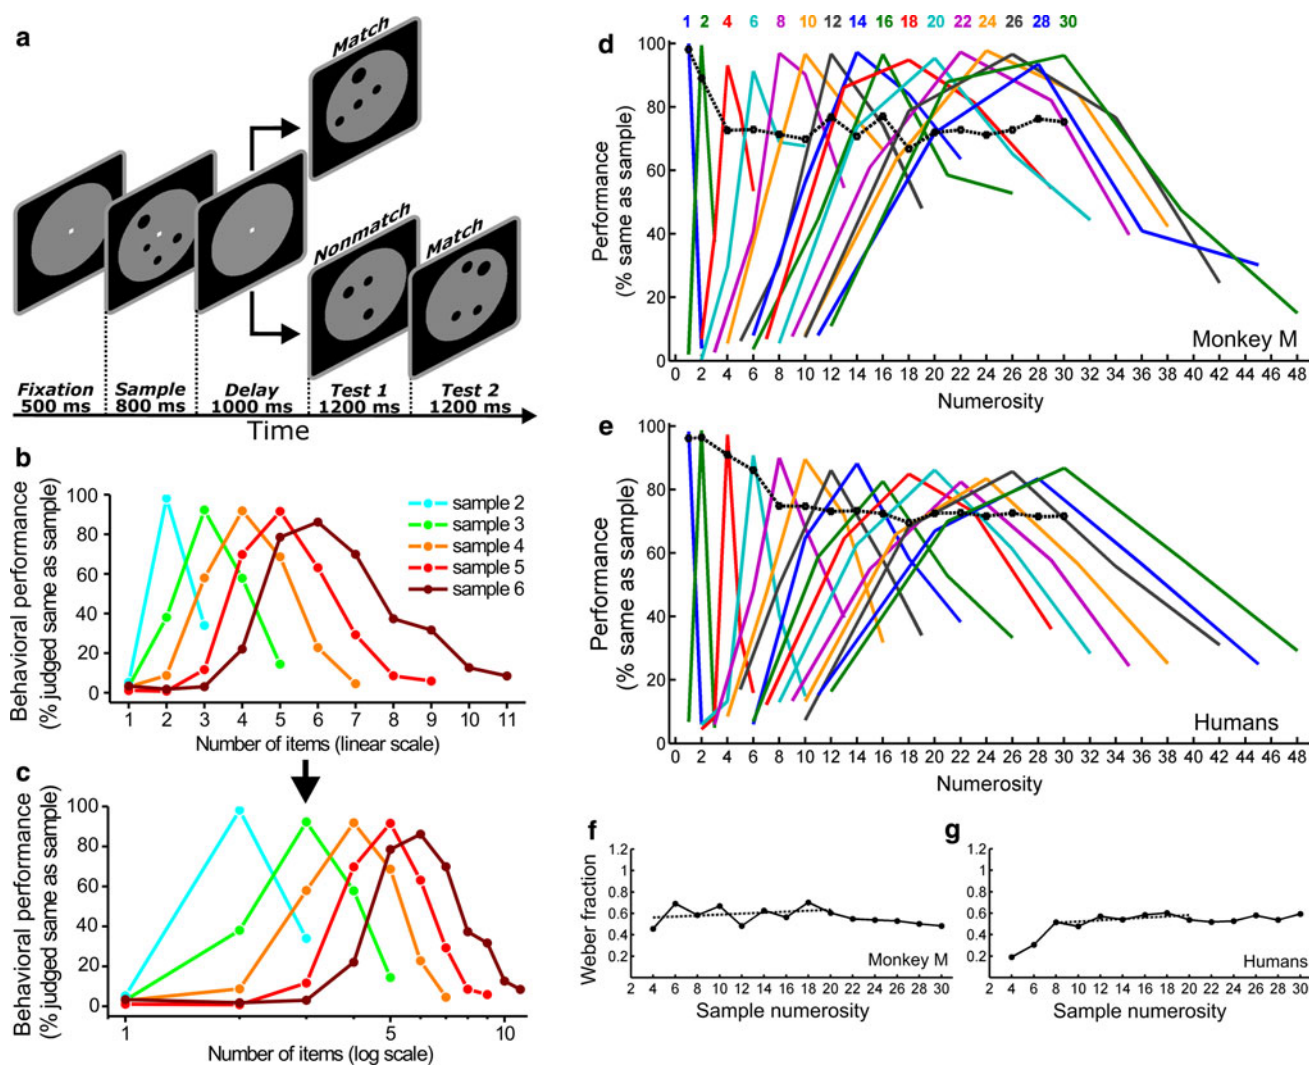 a
Match
Nonmatch
Match
Fixation
500 ms
Sample
800 ms
Delay
1000 ms
Test 1
1200 ms
Test 2
1200 ms
Time
b
Behavioral performance
(% judged same as sample)
100
80
60
40
20
0
sample 2
sample 3
sample 4
sample 5
sample 6
1 2 3 4 5 6 7 8 9 10 11
Number of items (linear scale)
c
Behavioral performance
(% judged same as sample)
100
80
60
40
20
0
1 5 10
Number of items (log scale)
d
1 2 4 6 8 10 12 14 16 18 20 22 24 26 28 30
Performance
(% same as sample)
100
80
60
40
20
0
Monkey M
0 2 4 6 8 10 12 14 16 18 20 22 24 26 28 30 32 34 36 38 40 42 44 46 48
Numerosity
e
Performance
(% same as sample)
100
80
60
40
20
0
Humans
0 2 4 6 8 10 12 14 16 18 20 22 24 26 28 30 32 34 36 38 40 42 44 46 48
Numerosity
f
Weber fraction
1.2
1
0.8
0.6
0.4
0.2
Monkey M
2 4 6 8 10 12 14 16 18 20 22 24 26 28 30
Sample numerosity
g
1.2
1
0.8
0.6
0.4
0.2
Humans
2 4 6 8 10 12 14 16 18 20 22 24 26 28 30
Sample numerosity